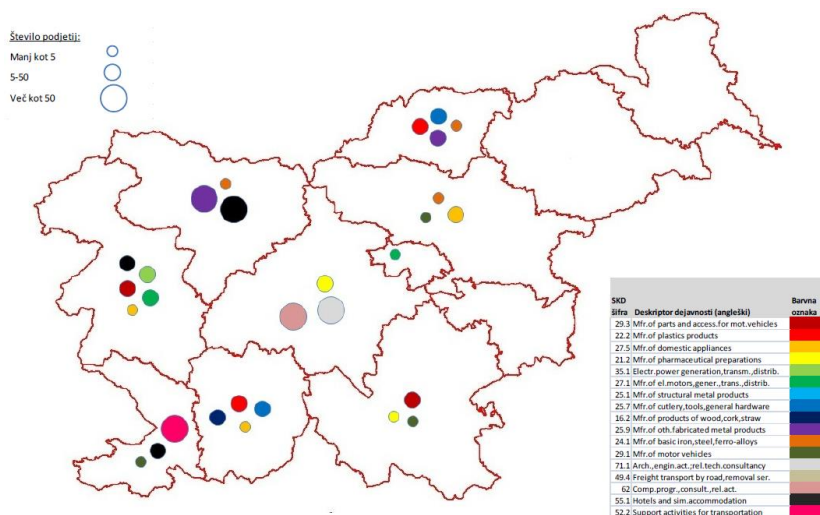 Število podjetij:
Manj kot 5
5-50
Več kot 50
SKD šifra Deskriptor dejavnosti (angleški) Barvna oznaka
29.3 Mfr.of parts and access.for mot.vehicles
22.2 Mfr.of plastics products
27.5 Mfr.of domestic appliances
21.2 Mfr.of pharmaceutical preparations
35.1 Electr.power generation,transm.,distrib.
27.1 Mfr.of el.motors,gener.,trans.,distrib.
25.1 Mfr.of structural metal products
25.7 Mfr.of cutlery,tools,general hardware
16.2 Mfr.of products of wood,cork,straw
25.9 Mfr.of oth.fabricated metal products
24.1 Mfr.of basic iron,steel,ferro-alloys
29.1 Mfr.of motor vehicles
71.1 Arch.,engin.act.;rel.tech.consultancy
49.4 Freight transport by road,removal ser.
62 Comp.progr.,consult.,rel.act.
55.1 Hotels and sim.accommodation
52.2 Support activities for transportation